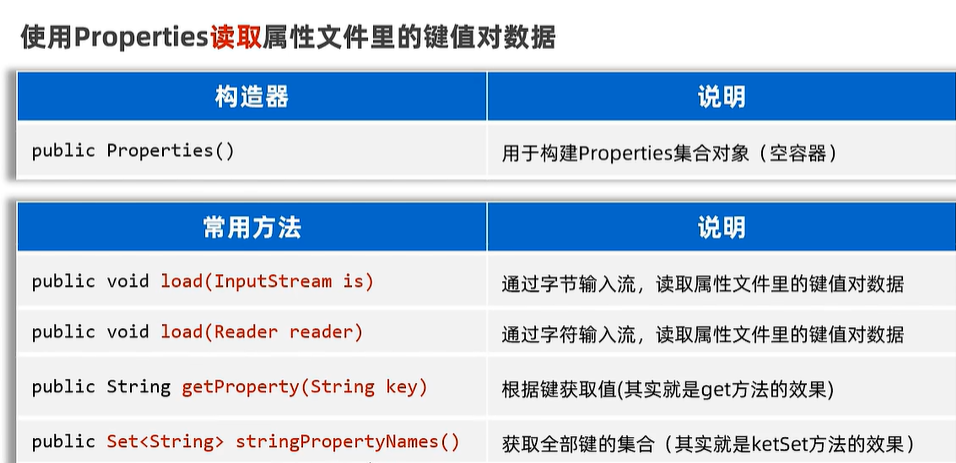 使用Properties读取属性文件里的键值对数据
构造器 说明
public Properties() 用于构建Properties集合对象（空容器）
常用方法 说明
public void load(InputStream is) 通过字节输入流，读取属性文件里的键值对数据
public void load(Reader reader) 通过字符输入流，读取属性文件里的键值对数据
public String getProperty(String key) 根据键获取值(其实就是get方法的效果)
public Set<String> stringPropertyNames() 获取全部键的集合（其实就是ketSet方法的效果）